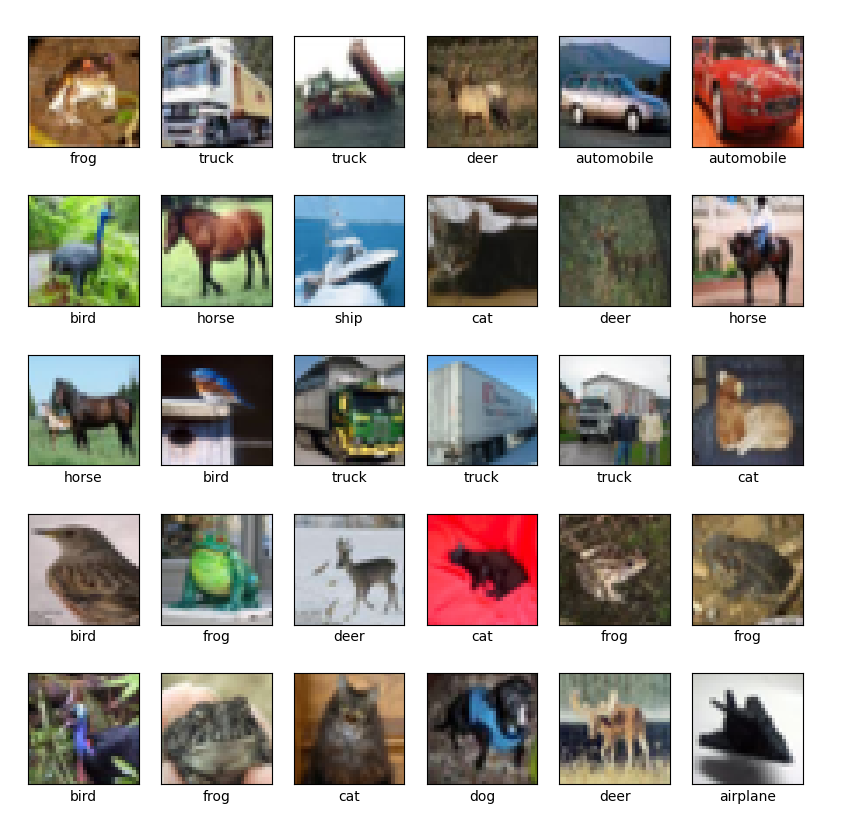 frog truck truck deer automobile automobile
bird horse ship cat deer horse
horse bird truck truck truck cat
bird frog deer cat frog frog
bird frog cat dog deer airplane